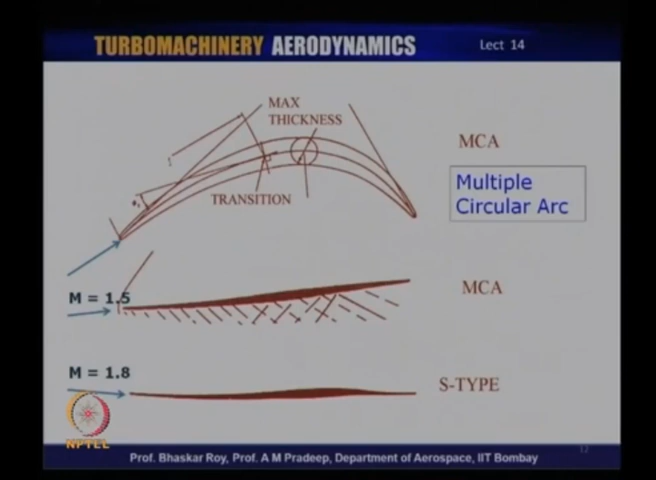 TURBOMACHINERY AERODYNAMICS
Lect 14
MAX
THICKNESS
MCA
Multiple
Circular Arc
TRANSITION
M = 1.5
MCA
M = 1.8
S-TYPE
NPTEL
Prof. Bhaskar Roy, Prof. A M Pradeep, Department of Aerospace, IIT Bombay